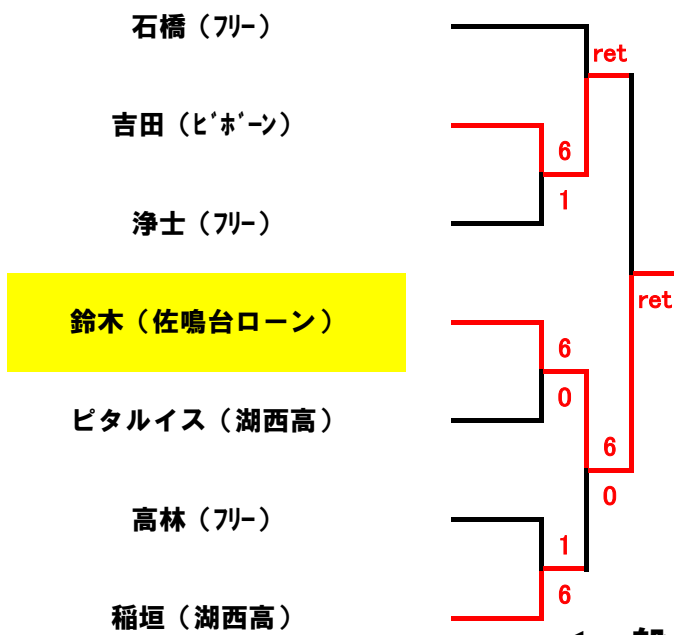 石橋（ﾌﾘｰ）
ret
吉田（ﾋﾞﾎﾞｰﾝ）
6
1
浄士（ﾌﾘｰ）
ret
鈴木（佐鳴台ローン）
6
0
ピタルイス（湖西高）
6
0
高林（ﾌﾘｰ）
1
6
稲垣（湖西高）